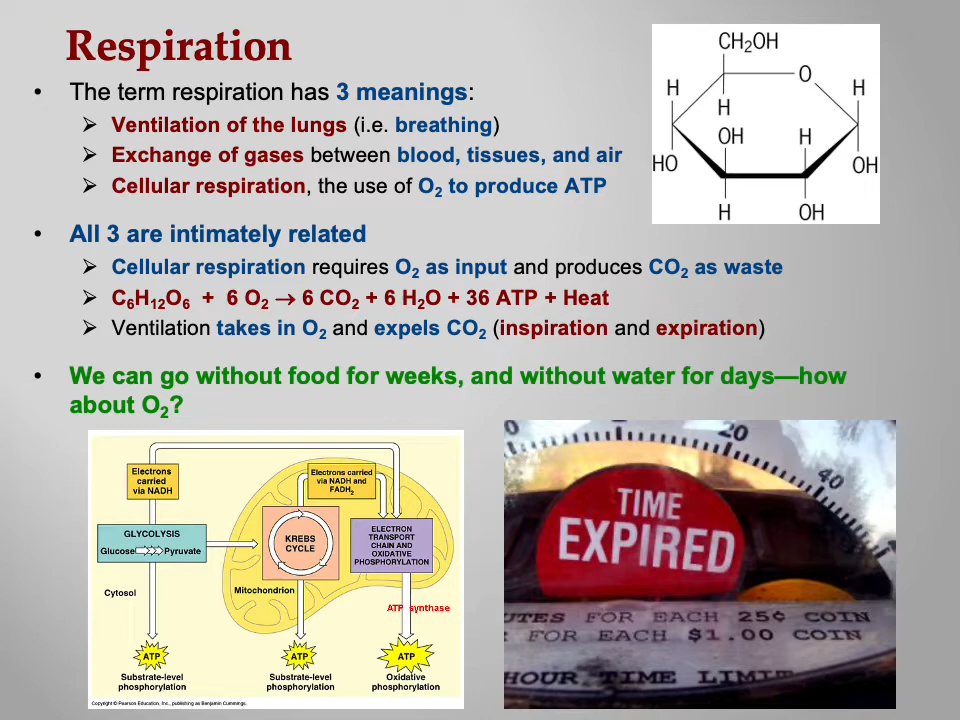 Respiration
• The term respiration has 3 meanings:
➢ Ventilation of the lungs (i.e. breathing)
➢ Exchange of gases between blood, tissues, and air
➢ Cellular respiration, the use of O₂ to produce ATP
CH₂OH
O
H
H
H
OH
H
HO
OH
H
OH
• All 3 are intimately related
➢ Cellular respiration requires O₂ as input and produces CO₂ as waste
➢ C₆H₁₂O₆ + 6 O₂ → 6 CO₂ + 6 H₂O + 36 ATP + Heat
➢ Ventilation takes in O₂ and expels CO₂ (inspiration and expiration)
• We can go without food for weeks, and without water for days—how
about O₂?
Electrons
carried
via NADH
Electrons carried
via NADH and
FADH₂
GLYCOLYSIS
Glucose Pyruvate
KREBS
CYCLE
ELECTRON
TRANSPORT
CHAIN AND
OXIDATIVE
PHOSPHORYLATION
Cytosol
Mitochondrion
ATP synthase
ATP
ATP
ATP
Substrate-level
phosphorylation
Substrate-level
phosphorylation
Oxidative
phosphorylation
Copyright © Pearson Education, Inc., publishing as Benjamin Cummings.
0
20
40
TIME
EXPIRED
UTES FOR EACH 25¢ COIN
FOR EACH $1.00 COIN
HOUR TIME LIMIT